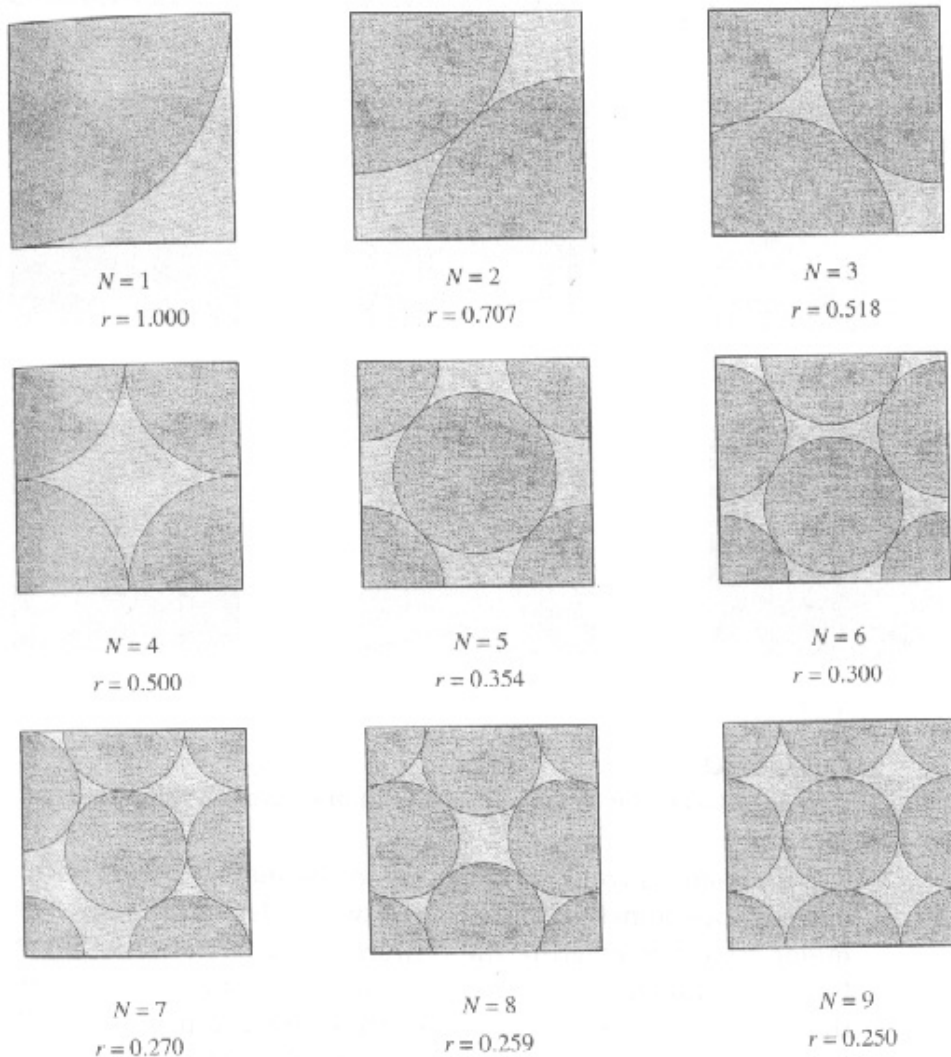 N = 1
r = 1.000
N = 2
r = 0.707
N = 3
r = 0.518
N = 4
r = 0.500
N = 5
r = 0.354
N = 6
r = 0.300
N = 7
r = 0.270
N = 8
r = 0.259
N = 9
r = 0.250